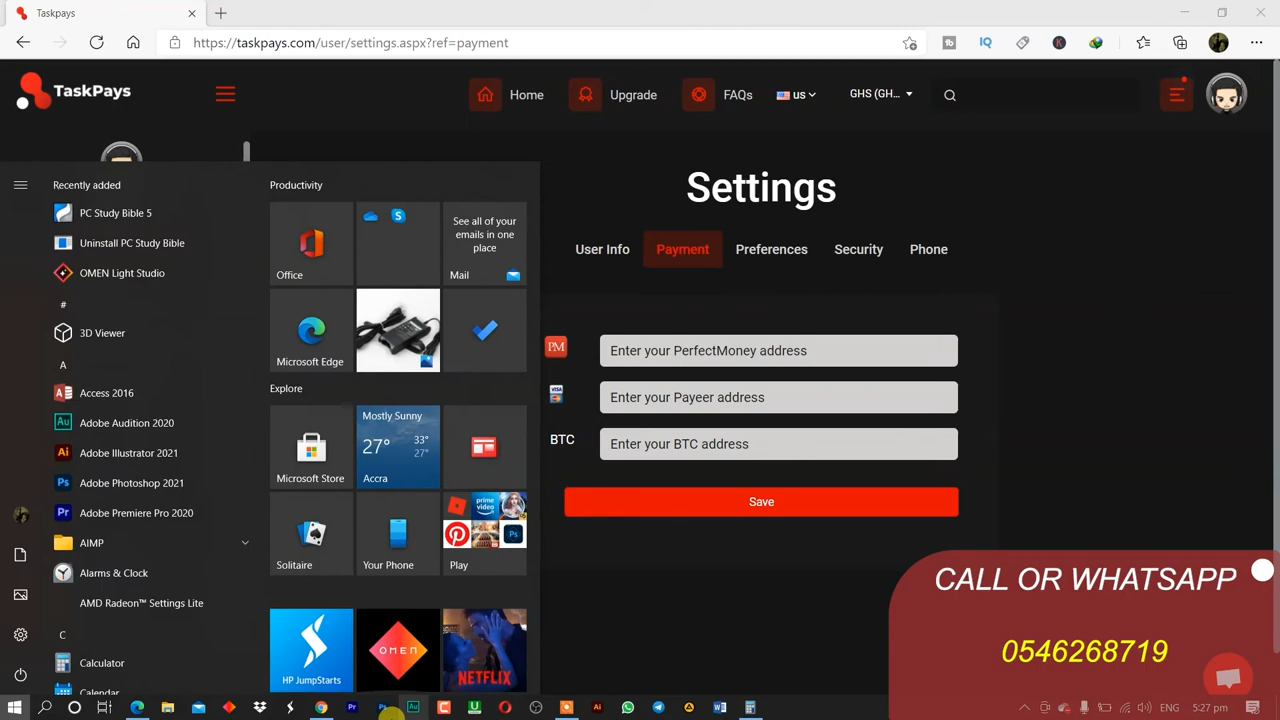 Taskpays
https://taskpays.com/user/settings.aspx?ref=payment
TaskPays
Home
Upgrade
FAQs
us
GHS (GH...
Settings
User Info
Payment
Preferences
Security
Phone
PM
Enter your PerfectMoney address
VISA
Enter your Payeer address
BTC
Enter your BTC address
Save
Recently added
PC Study Bible 5
Uninstall PC Study Bible
OMEN Light Studio
#
3D Viewer
A
Access 2016
Adobe Audition 2020
Adobe Illustrator 2021
Adobe Photoshop 2021
Adobe Premiere Pro 2020
AIMP
Alarms & Clock
AMD Radeon™ Settings Lite
C
Calculator
Calendar
Productivity
Office
See all of your
emails in one
place
Mail
Microsoft Edge
Explore
Microsoft Store
Mostly Sunny
27°
33°
27°
Accra
Solitaire
Your Phone
prime video
Play
HP JumpStarts
OMEN
NETFLIX
CALL OR WHATSAPP
0546268719
ENG
5:27 pm